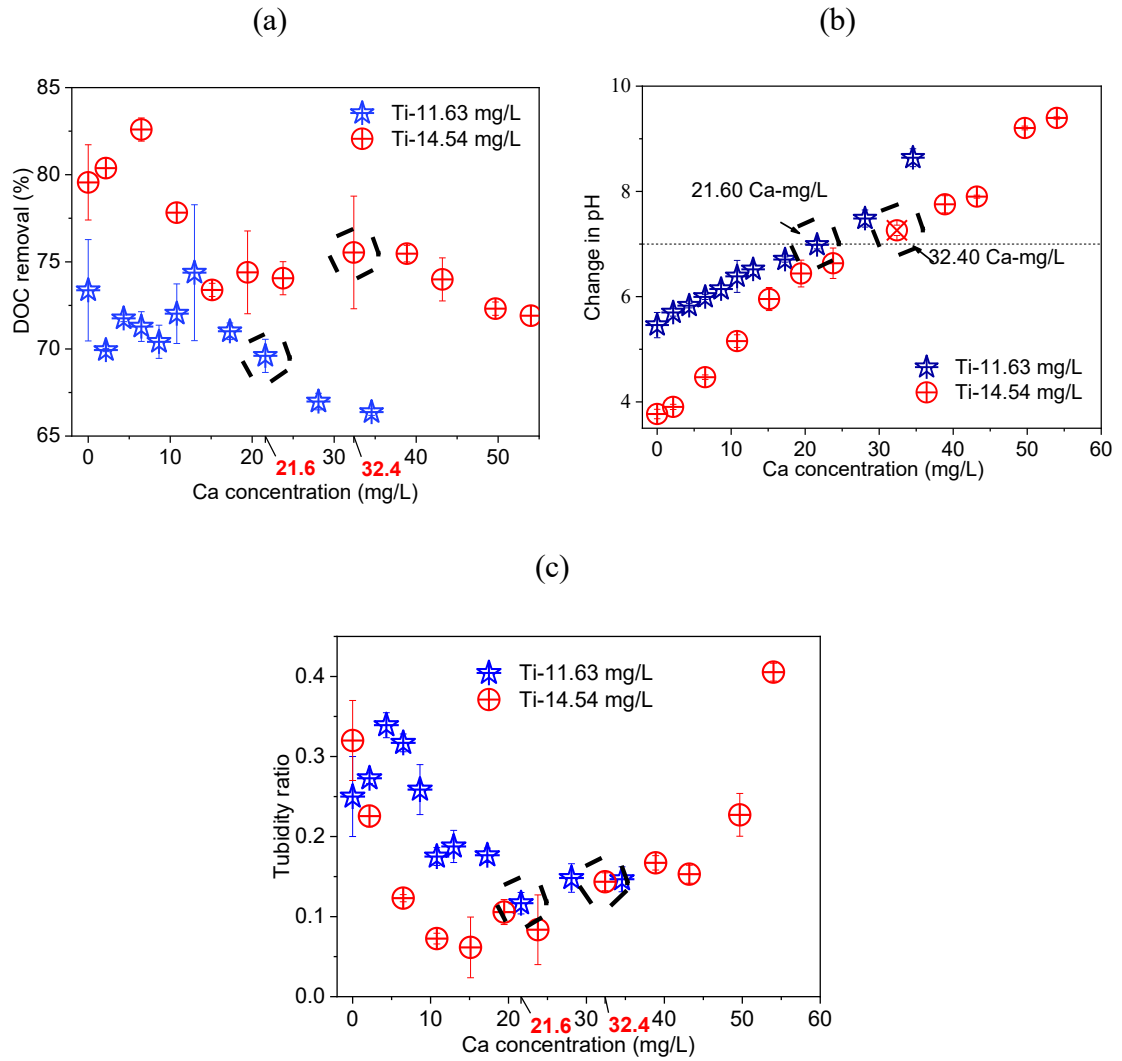 (a)
85
80
75
70
65
DOC removal (%)
Ti-11.63 mg/L
Ti-14.54 mg/L
0 10 20 30 40 50
21.6 32.4
Ca concentration (mg/L)
(b)
10
8
6
4
Change in pH
21.60 Ca-mg/L
32.40 Ca-mg/L
Ti-11.63 mg/L
Ti-14.54 mg/L
0 10 20 30 40 50 60
Ca concentration (mg/L)
(c)
0.4
0.3
0.2
0.1
0.0
Tubidity ratio
Ti-11.63 mg/L
Ti-14.54 mg/L
0 10 20 30 40 50 60
21.6 32.4
Ca concentration (mg/L)